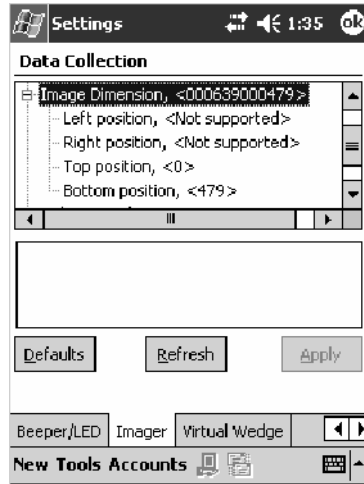 Settings 1:35 ok
Data Collection
Image Dimension, <000639000479>
Left position, <Not supported>
Right position, <Not supported>
Top position, <0>
Bottom position, <479>
Defaults Refresh Apply
Beeper/LED Imager Virtual Wedge
New Tools Accounts